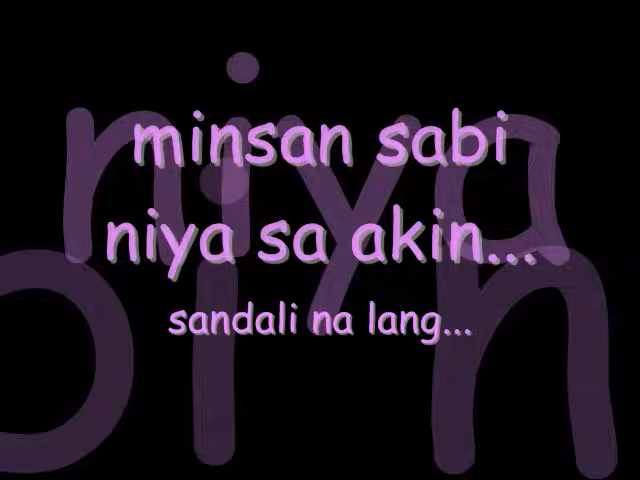 minsan sabi
niya sa akin...
sandali na lang...
niya